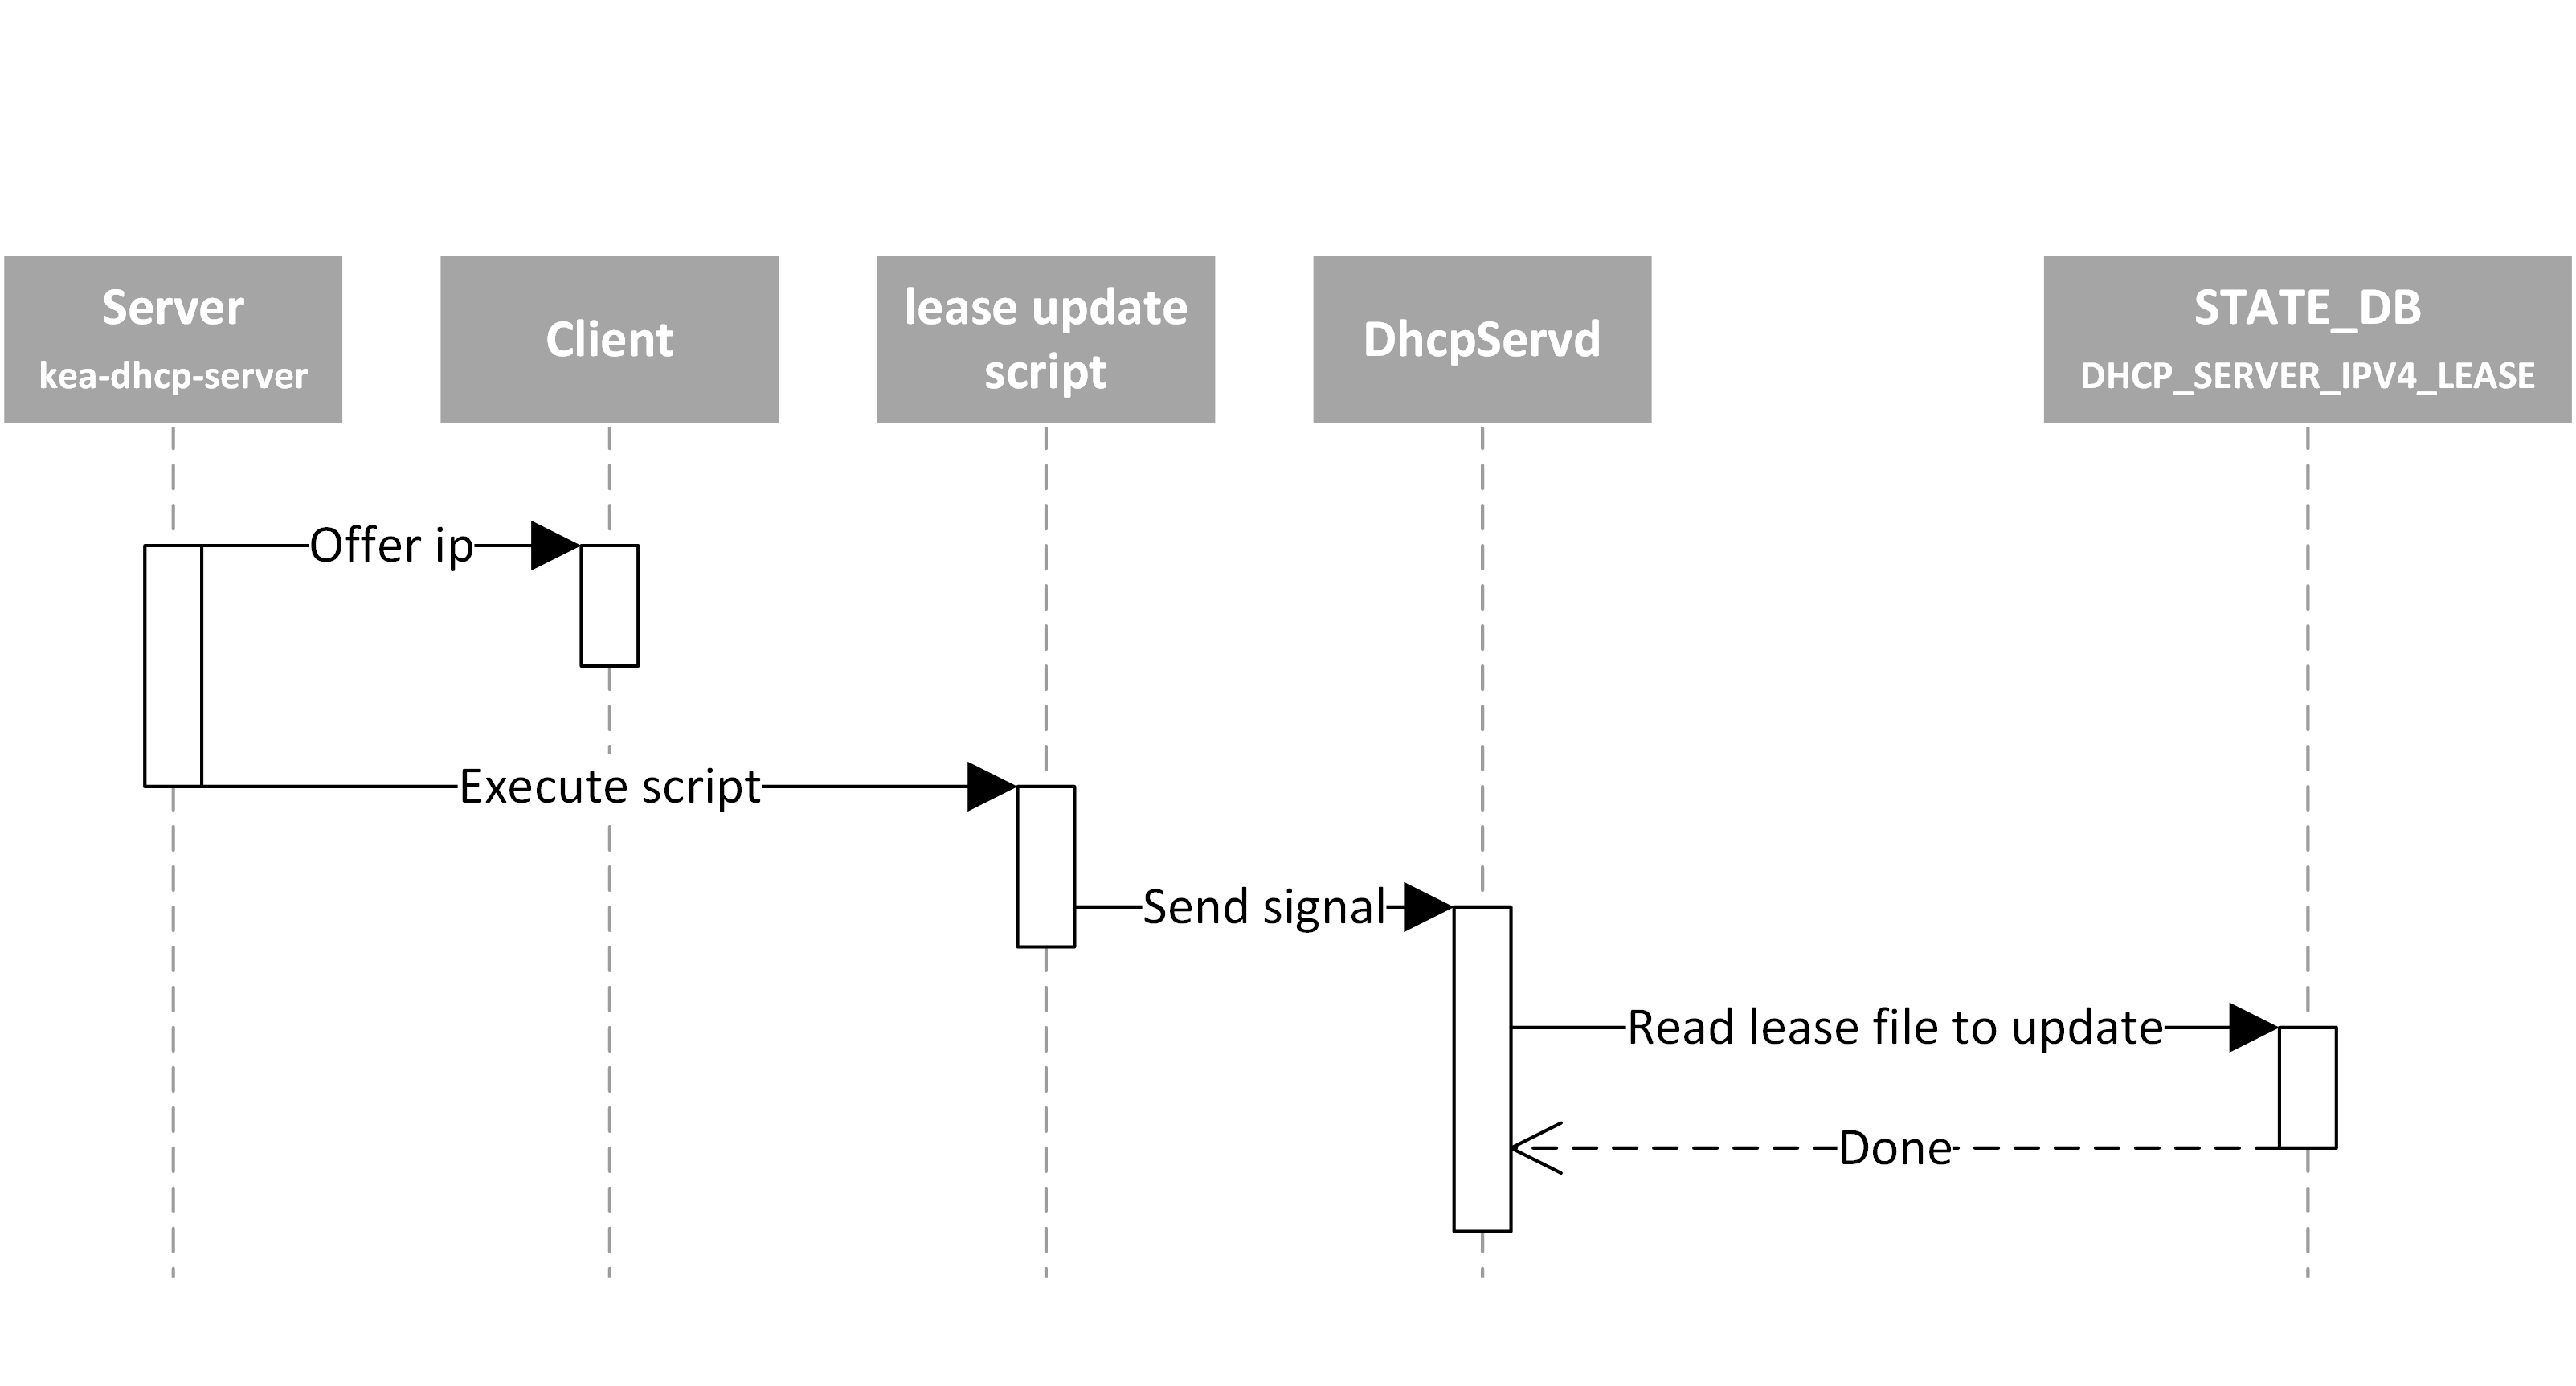 Server
kea-dhcp-server
Client
lease update
script
DhcpServd
STATE_DB
DHCP_SERVER_IPV4_LEASE
Offer ip
Execute script
Send signal
Read lease file to update
Done